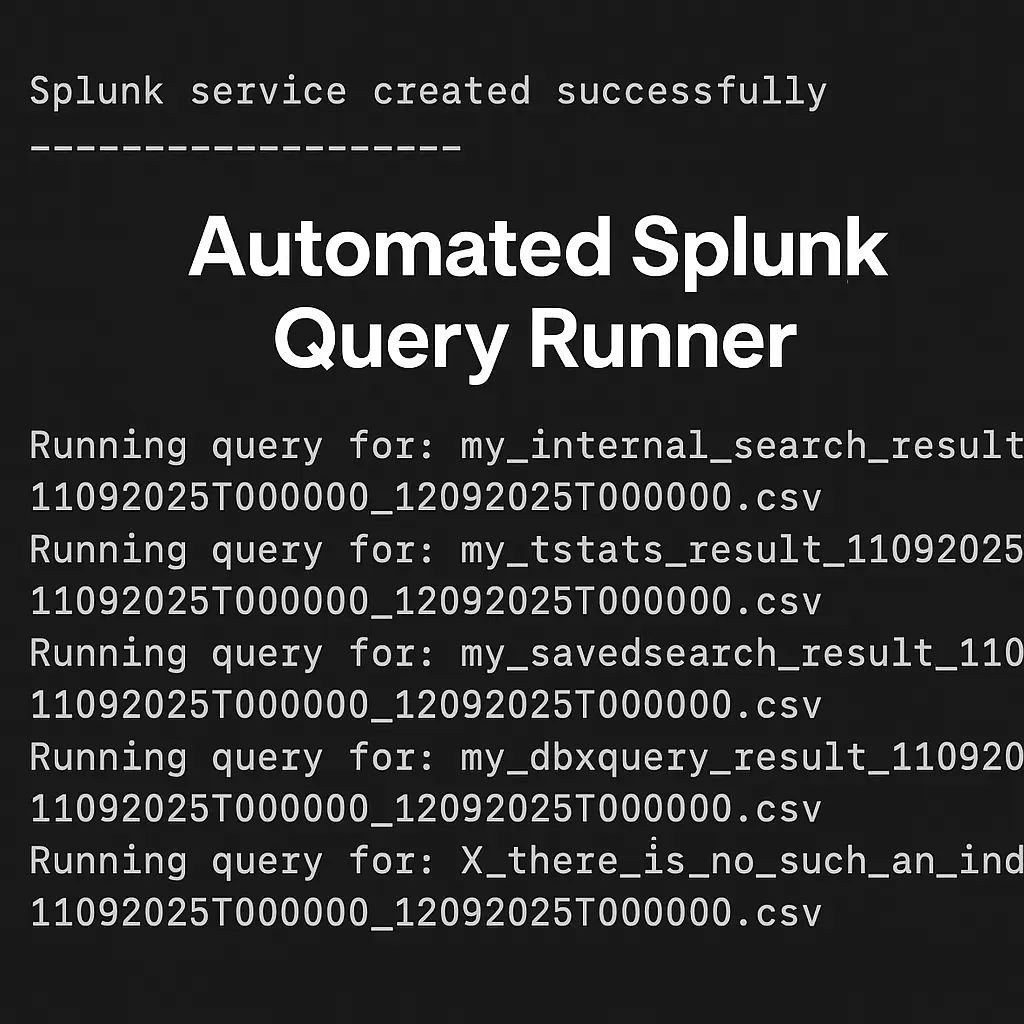 Splunk service created successfully
-------------------
Automated Splunk
Query Runner
Running query for: my_internal_search_result
11092025T000000_12092025T000000.csv
Running query for: my_tstats_result_11092025
11092025T000000_12092025T000000.csv
Running query for: my_savedsearch_result_110
11092025T000000_12092025T000000.csv
Running query for: my_dbxquery_result_110920
11092025T000000_12092025T000000.csv
Running query for: X_there_is_no_such_an_ind
11092025T000000_12092025T000000.csv